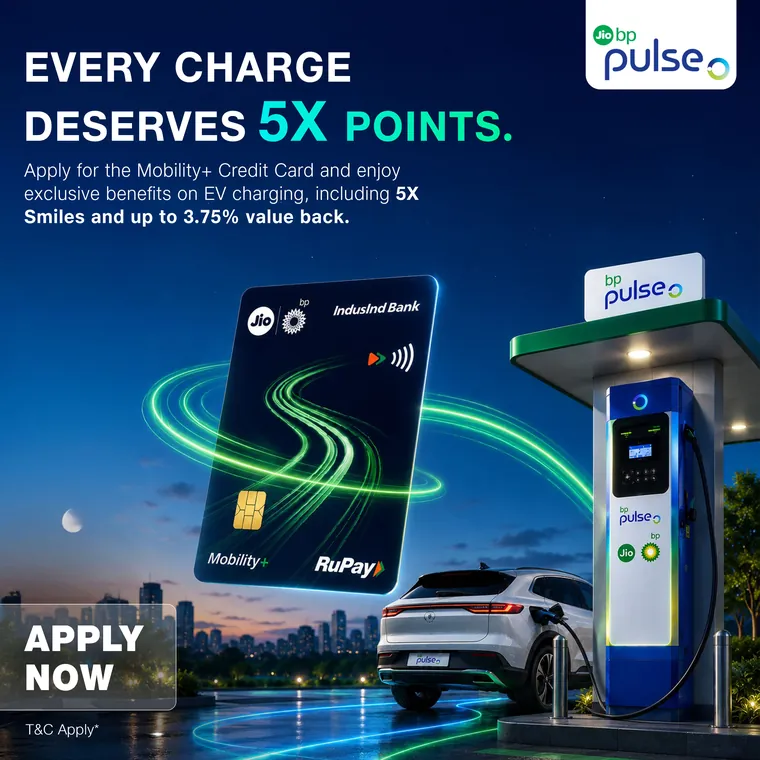 Jio bp
pulse
EVERY CHARGE
DESERVES 5X POINTS.
Apply for the Mobility+ Credit Card and enjoy
exclusive benefits on EV charging, including 5X
Smiles and up to 3.75% value back.
bp
pulse
Jio
bp
IndusInd Bank
Mobility+
RuPay
bp
pulse
Jio
bp
pulse
APPLY
NOW
T&C Apply*